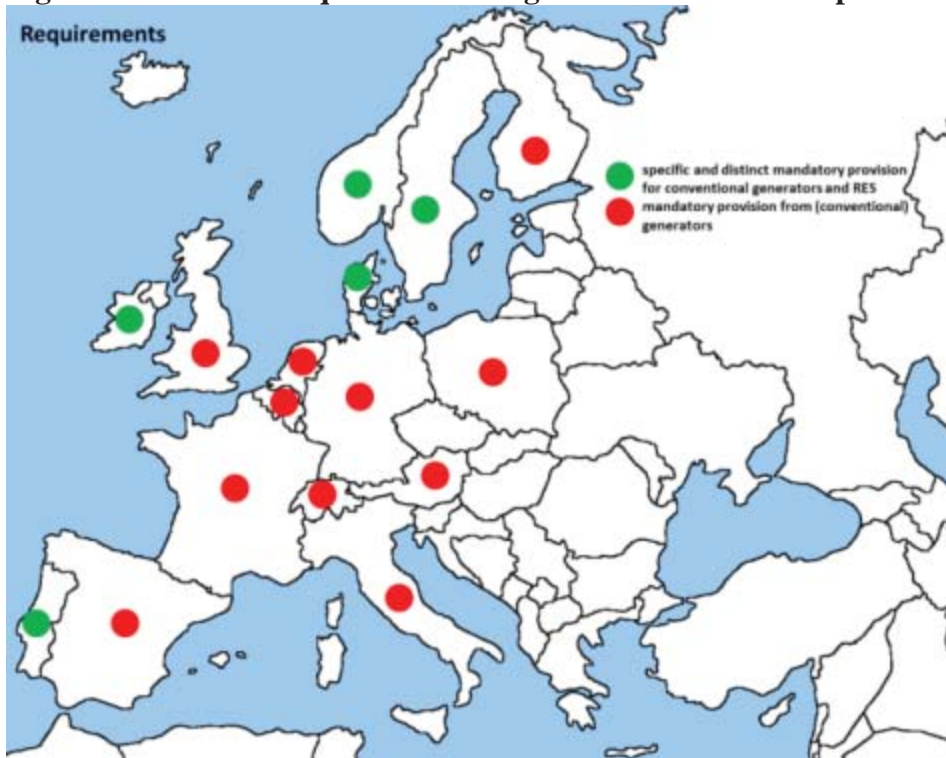 Requirements
specific and distinct mandatory provision
for conventional generators and RES
mandatory provision from (conventional)
generators